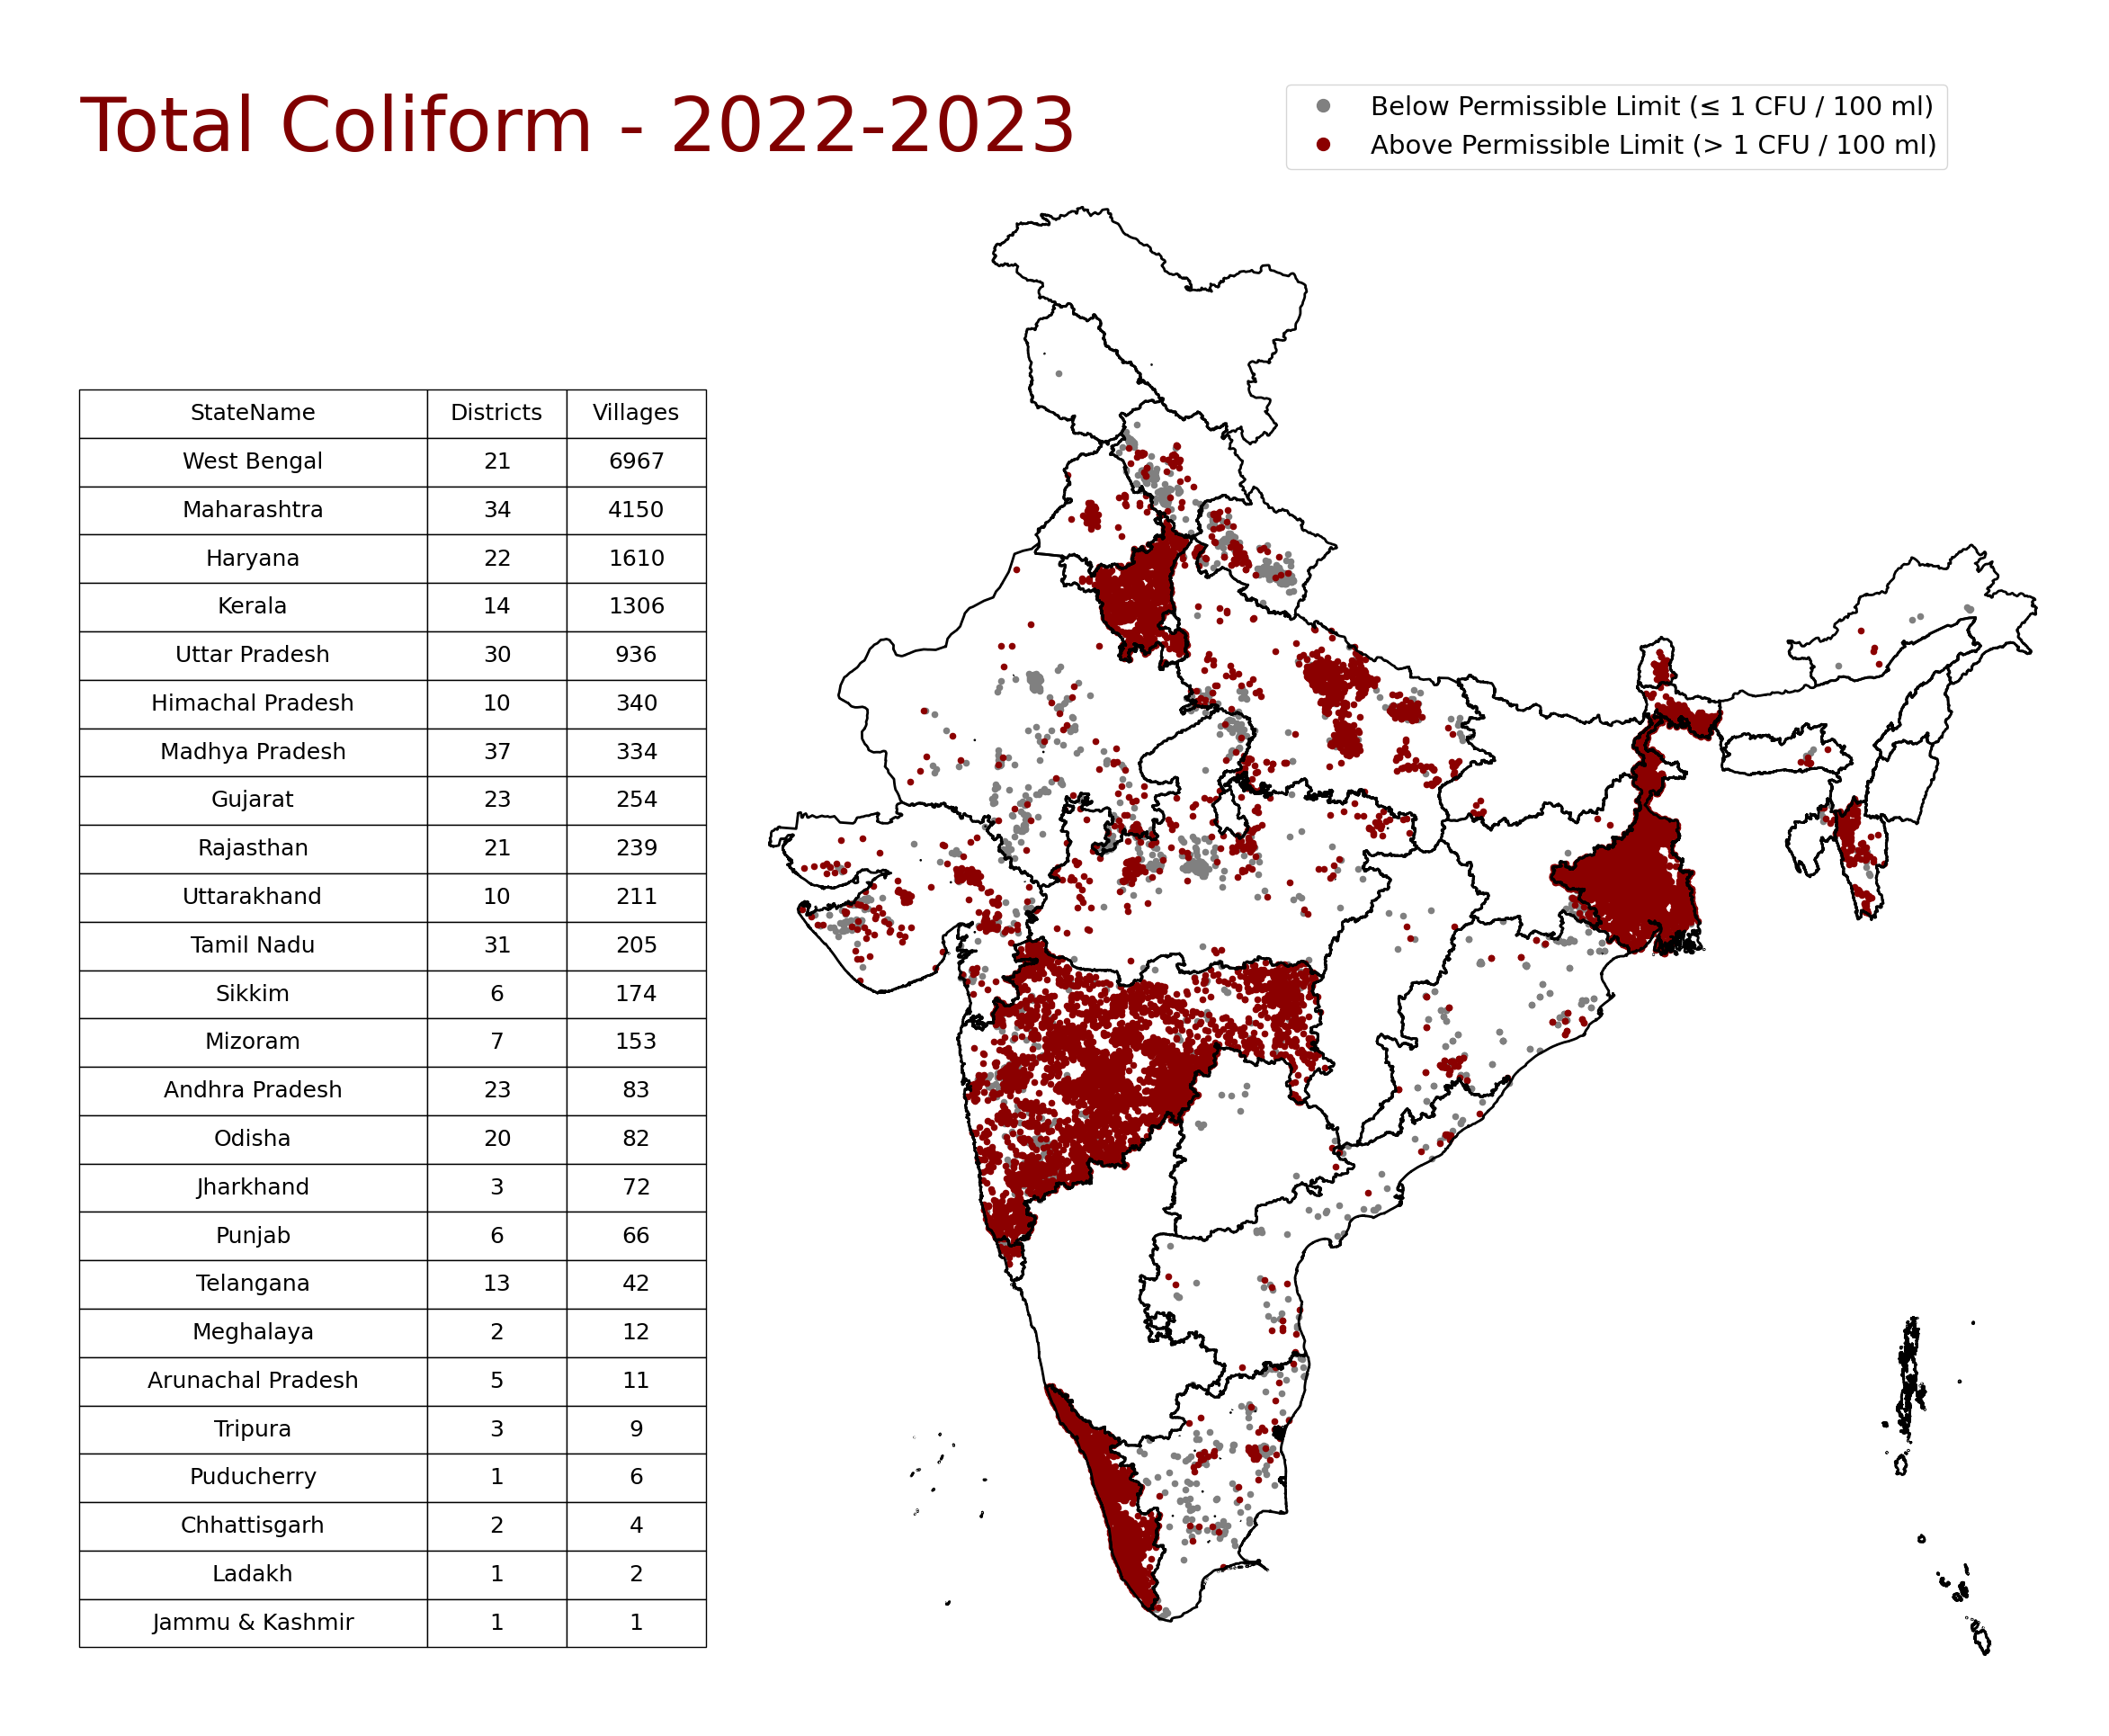 Total Coliform - 2022-2023
Below Permissible Limit (≤ 1 CFU / 100 ml)
Above Permissible Limit (> 1 CFU / 100 ml)
StateName Districts Villages
West Bengal 21 6967
Maharashtra 34 4150
Haryana 22 1610
Kerala 14 1306
Uttar Pradesh 30 936
Himachal Pradesh 10 340
Madhya Pradesh 37 334
Gujarat 23 254
Rajasthan 21 239
Uttarakhand 10 211
Tamil Nadu 31 205
Sikkim 6 174
Mizoram 7 153
Andhra Pradesh 23 83
Odisha 20 82
Jharkhand 3 72
Punjab 6 66
Telangana 13 42
Meghalaya 2 12
Arunachal Pradesh 5 11
Tripura 3 9
Puducherry 1 6
Chhattisgarh 2 4
Ladakh 1 2
Jammu & Kashmir 1 1